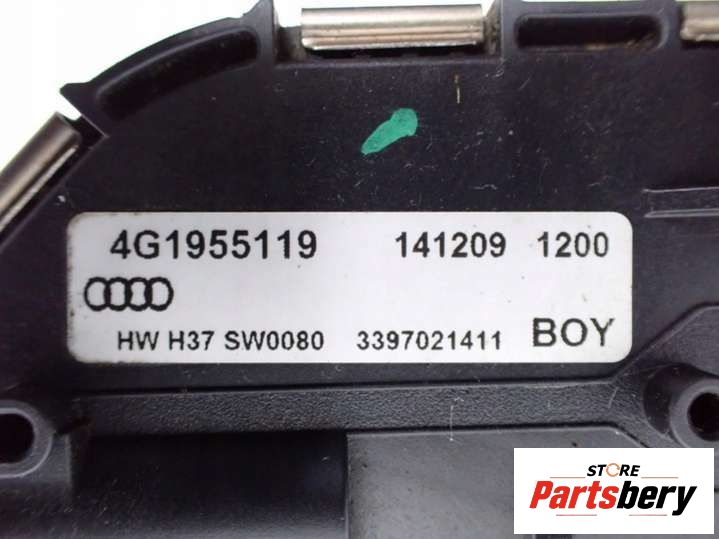 4G1955119 141209 1200
HW H37 SW0080 3397021411 BOY
STORE
Partsbery